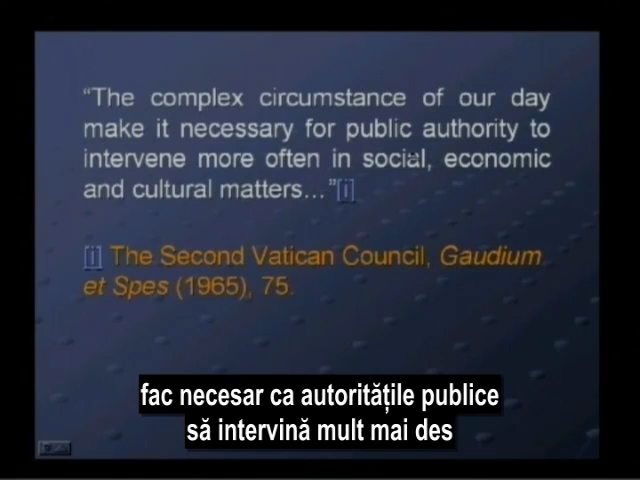 “The complex circumstance of our day
make it necessary for public authority to
intervene more often in social, economic
and cultural matters…”[i]
[i] The Second Vatican Council, Gaudium
et Spes (1965), 75.
fac necesar ca autoritățile publice
să intervină mult mai des